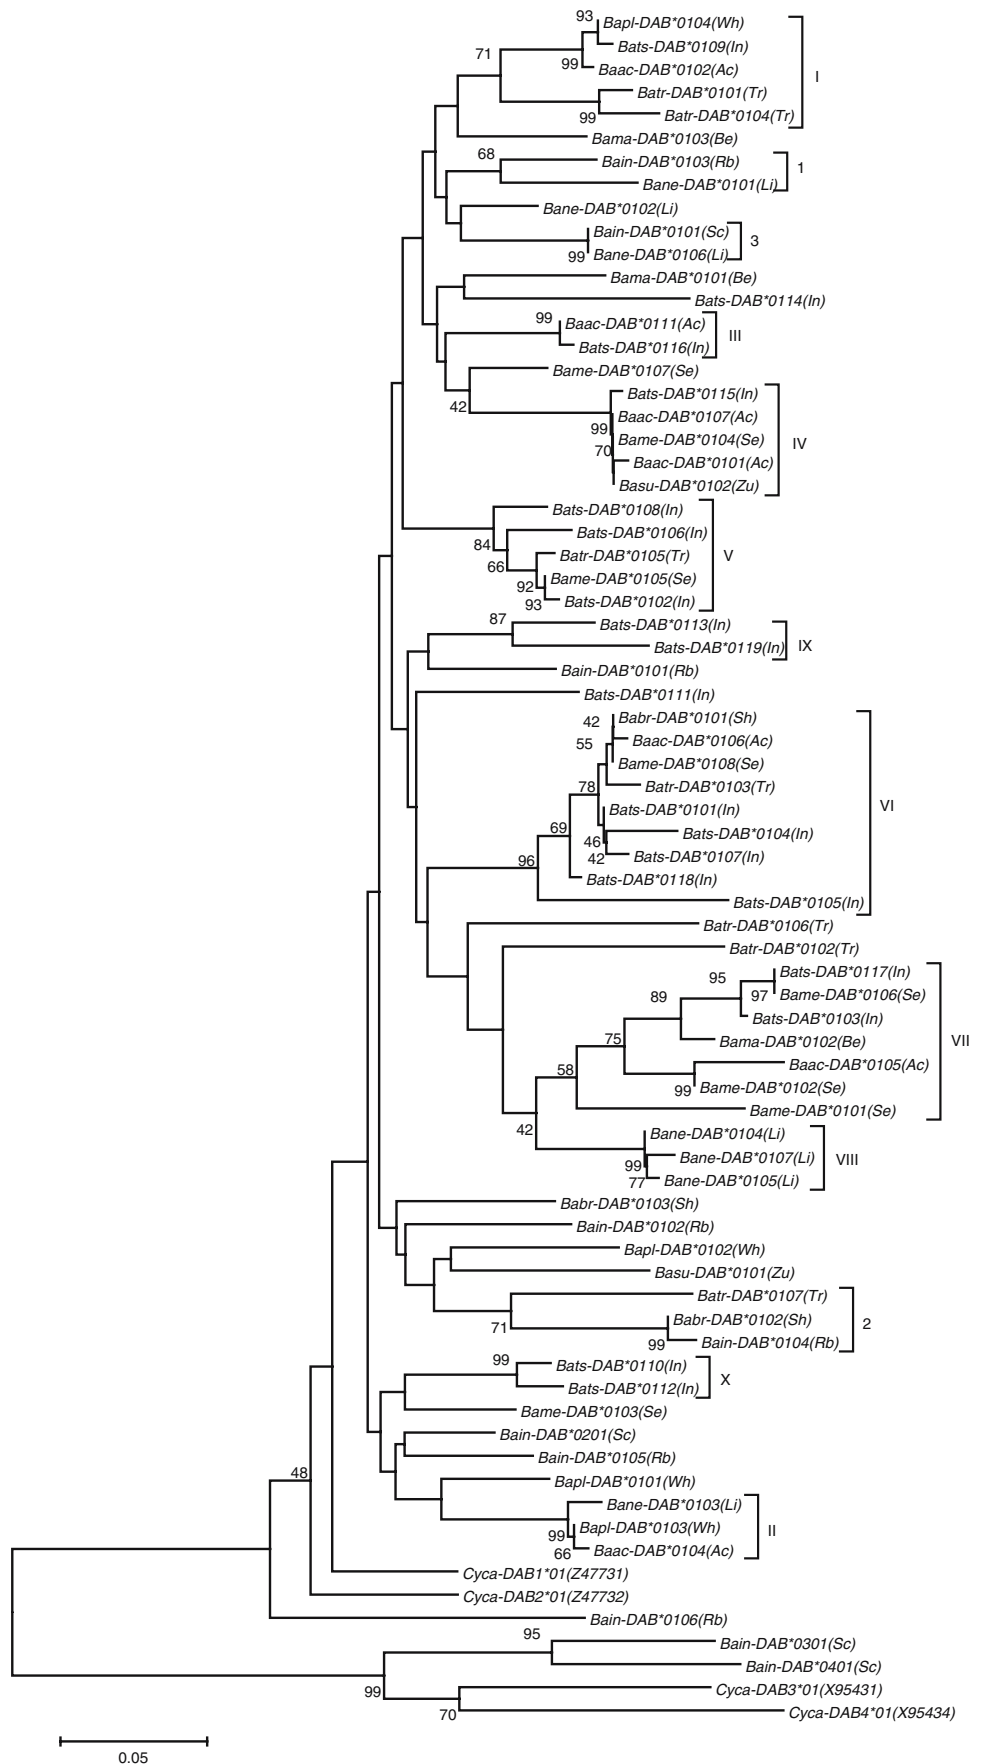 93
Bapl-DAB*0104(Wh)
Bats-DAB*0109(In)
71
99
Baac-DAB*0102(Ac)
I
Batr-DAB*0101(Tr)
99
Batr-DAB*0104(Tr)
Bama-DAB*0103(Be)
68
Bain-DAB*0103(Rb)
1
Bane-DAB*0101(Li)
Bane-DAB*0102(Li)
Bain-DAB*0101(Sc)
3
99
Bane-DAB*0106(Li)
Bama-DAB*0101(Be)
Bats-DAB*0114(In)
99
Baac-DAB*0111(Ac)
III
Bats-DAB*0116(In)
Bame-DAB*0107(Se)
42
Bats-DAB*0115(In)
Baac-DAB*0107(Ac)
99
Bame-DAB*0104(Se)
IV
70
Baac-DAB*0101(Ac)
Basu-DAB*0102(Zu)
Bats-DAB*0108(In)
Bats-DAB*0106(In)
84
Batr-DAB*0105(Tr)
V
66
Bame-DAB*0105(Se)
92
93
Bats-DAB*0102(In)
87
Bats-DAB*0113(In)
IX
Bats-DAB*0119(In)
Bain-DAB*0101(Rb)
Bats-DAB*0111(In)
42
Babr-DAB*0101(Sh)
55
Baac-DAB*0106(Ac)
Bame-DAB*0108(Se)
78
Batr-DAB*0103(Tr)
VI
Bats-DAB*0101(In)
69
Bats-DAB*0104(In)
46
42
Bats-DAB*0107(In)
96
Bats-DAB*0118(In)
Bats-DAB*0105(In)
Batr-DAB*0106(Tr)
Batr-DAB*0102(Tr)
95
Bats-DAB*0117(In)
97
Bame-DAB*0106(Se)
89
Bats-DAB*0103(In)
75
Bama-DAB*0102(Be)
VII
Baac-DAB*0105(Ac)
58
99
Bame-DAB*0102(Se)
Bame-DAB*0101(Se)
42
Bane-DAB*0104(Li)
Bane-DAB*0107(Li)
VIII
99
77
Bane-DAB*0105(Li)
Babr-DAB*0103(Sh)
Bain-DAB*0102(Rb)
Bapl-DAB*0102(Wh)
Basu-DAB*0101(Zu)
Batr-DAB*0107(Tr)
71
Babr-DAB*0102(Sh)
2
99
Bain-DAB*0104(Rb)
99
Bats-DAB*0110(In)
X
Bats-DAB*0112(In)
Bame-DAB*0103(Se)
Bain-DAB*0201(Sc)
Bain-DAB*0105(Rb)
48
Bapl-DAB*0101(Wh)
Bane-DAB*0103(Li)
Bapl-DAB*0103(Wh)
II
99
66
Baac-DAB*0104(Ac)
Cyca-DAB1*01(Z47731)
Cyca-DAB2*01(Z47732)
Bain-DAB*0106(Rb)
95
Bain-DAB*0301(Sc)
Bain-DAB*0401(Sc)
99
Cyca-DAB3*01(X95431)
70
Cyca-DAB4*01(X95434)
0.05